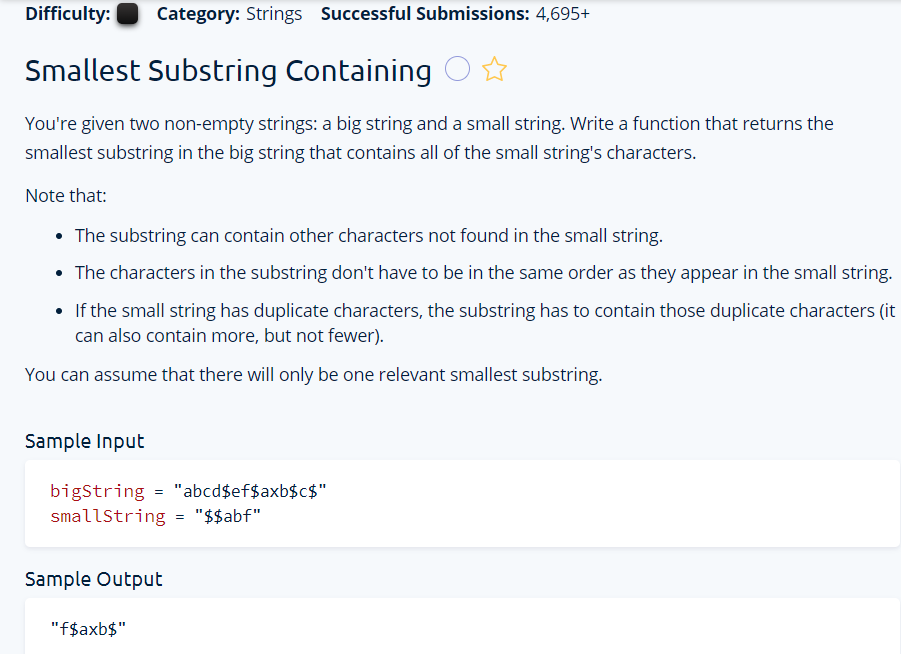 Difficulty: Category: Strings Successful Submissions: 4,695+
Smallest Substring Containing
You're given two non-empty strings: a big string and a small string. Write a function that returns the
smallest substring in the big string that contains all of the small string's characters.
Note that:
• The substring can contain other characters not found in the small string.
• The characters in the substring don't have to be in the same order as they appear in the small string.
• If the small string has duplicate characters, the substring has to contain those duplicate characters (it
can also contain more, but not fewer).
You can assume that there will only be one relevant smallest substring.
Sample Input
bigString = "abcd$ef$axb$c$"
smallString = "$$abf"
Sample Output
"f$axb$"